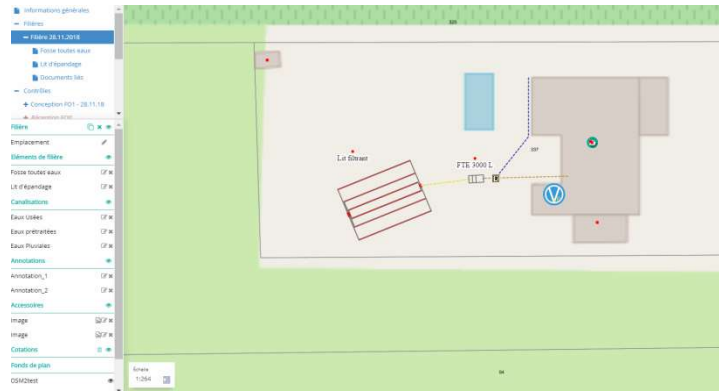 Informations générales
Filières
Filière 28.11.2018
Fosse toutes eaux
Lit d'épandage
Documents liés
Contrôles
Conception PD1 - 28.11.18
Filière
Emplacement
Eléments de filière
Fosse toutes eaux
Lit d'épandage
Canalisations
Eaux Usées
Eaux prétraitées
Eaux Pluviales
Annotations
Annotation_1
Annotation_2
Accessoires
Image
Image
Cotations
Fonds de plan
OSM2test
Lit filtrant
FTE 3000 L
V
Echelle
1:264